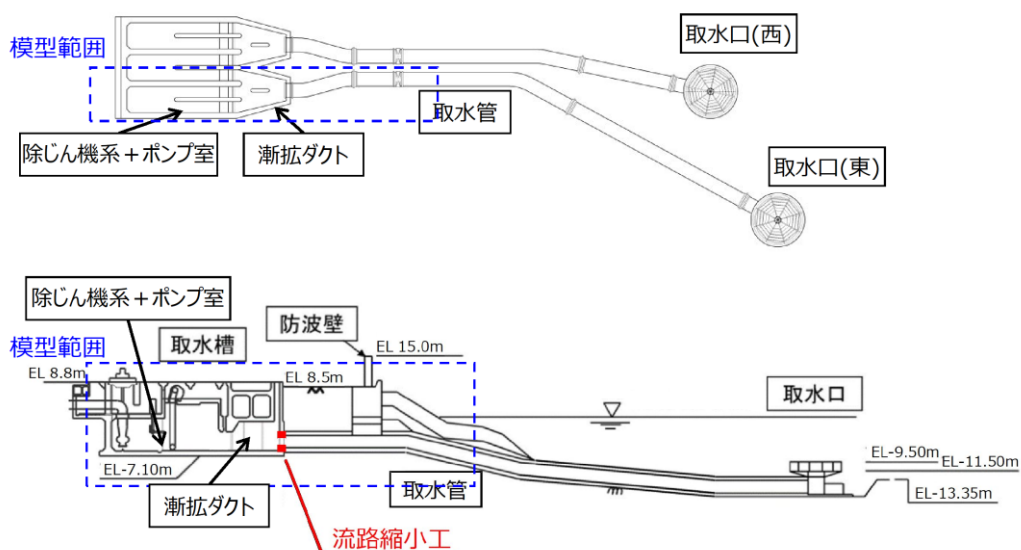 模型範囲
取水口(西)
取水管
除じん機系+ポンプ室
漸拡ダクト
取水口(東)
除じん機系+ポンプ室
防波壁
模型範囲
取水槽
EL 15.0m
EL 8.8m
EL 8.5m
取水口
EL-9.50m
EL-11.50m
EL-7.10m
漸拡ダクト
取水管
EL-13.35m
流路縮小工